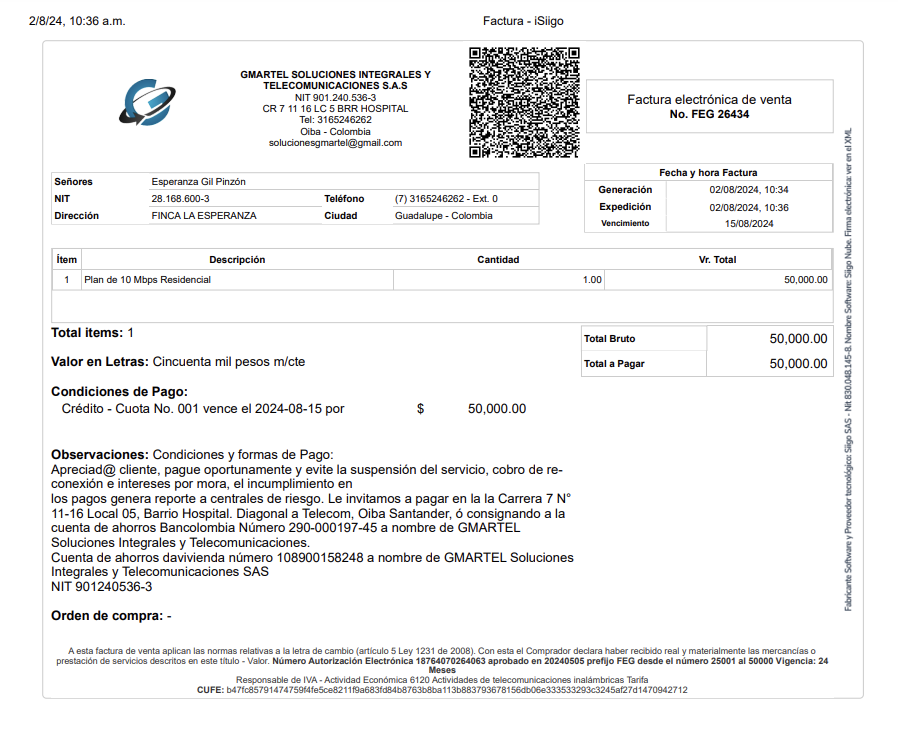 2/8/24, 10:36 a.m.
Factura - iSiigo
GMARTEL SOLUCIONES INTEGRALES Y
TELECOMUNICACIONES S.A.S
NIT 901.240.536-3
CR 7 11 16 LC 5 BRR HOSPITAL
Tel: 3165246262
Oiba - Colombia
solucionesgmartel@gmail.com
Factura electrónica de venta
No. FEG 26434
Señores Esperanza Gil Pinzón
NIT 28.168.600-3 Teléfono (7) 3165246262 - Ext. 0
Dirección FINCA LA ESPERANZA Ciudad Guadalupe - Colombia
Fecha y hora Factura
Generación 02/08/2024, 10:34
Expedición 02/08/2024, 10:36
Vencimiento 15/08/2024
Ítem Descripción Cantidad Vr. Total
1 Plan de 10 Mbps Residencial 1.00 50,000.00
Total items: 1
Valor en Letras: Cincuenta mil pesos m/cte
Total Bruto 50,000.00
Total a Pagar 50,000.00
Condiciones de Pago:
Crédito - Cuota No. 001 vence el 2024-08-15 por $ 50,000.00
Observaciones: Condiciones y formas de Pago:
Apreciad@ cliente, pague oportunamente y evite la suspensión del servicio, cobro de re-
conexión e intereses por mora, el incumplimiento en
los pagos genera reporte a centrales de riesgo. Le invitamos a pagar en la la Carrera 7 N°
11-16 Local 05, Barrio Hospital. Diagonal a Telecom, Oiba Santander, ó consignando a la
cuenta de ahorros Bancolombia Número 290-000197-45 a nombre de GMARTEL
Soluciones Integrales y Telecomunicaciones.
Cuenta de ahorros davivienda número 108900158248 a nombre de GMARTEL Soluciones
Integrales y Telecomunicaciones SAS
NIT 901240536-3
Orden de compra: -
A esta factura de venta aplican las normas relativas a la letra de cambio (artículo 5 Ley 1231 de 2008). Con esta el Comprador declara haber recibido real y materialmente las mercancías o
prestación de servicios descritos en este título - Valor. Número Autorización Electrónica 18764070264063 aprobado en 20240505 prefijo FEG desde el número 25001 al 50000 Vigencia: 24
Meses
Responsable de IVA - Actividad Económica 6120 Actividades de telecomunicaciones inalámbricas Tarifa
CUFE: b47fc85791474759f4fe5ce8211f9a683fd84b8763b8ba113b883793678156db06e333533293c3245af27d1470942712
Fabricante Software y Proveedor tecnológico: Siigo SAS - Nit 830.048.145-8. Nombre Software: Siigo Nube. Firma electrónica: ver en el XML